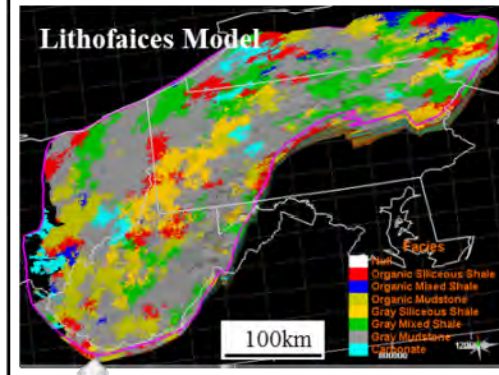 Lithofaices Model
Facies
Null
Organic Siliceous Shale
Organic Mixed Shale
Organic Mudstone
Gray Siliceous Shale
Gray Mixed Shale
Gray Mudstone
Carbonate
100km
800000